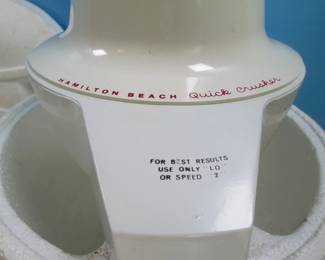 HAMILTON BEACH Quick Crusher
FOR BEST RESULTS
USE ONLY "LO"
OR SPEED "1"